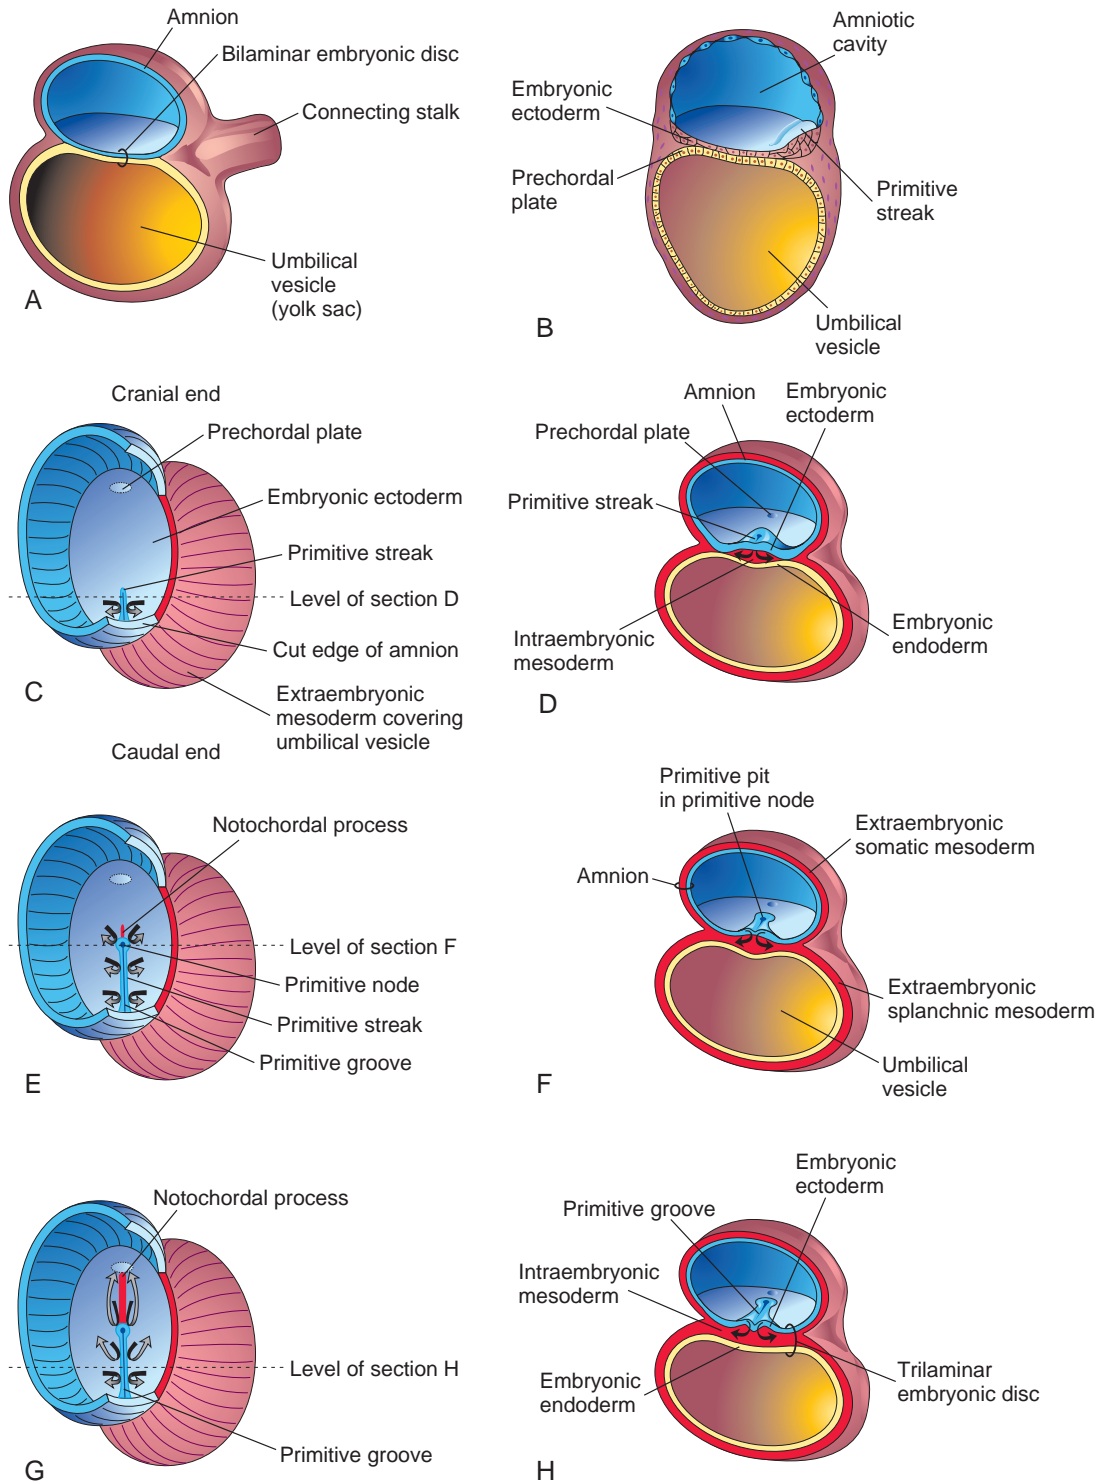 Amnion
Bilaminar embryonic disc
Connecting stalk
Umbilical
vesicle
(yolk sac)
A
Amniotic
cavity
Embryonic
ectoderm
Prechordal
plate
Primitive
streak
Umbilical
vesicle
B
Cranial end
Prechordal plate
Embryonic ectoderm
Primitive streak
Level of section D
Cut edge of amnion
Extraembryonic
mesoderm covering
umbilical vesicle
C
Caudal end
Amnion
Embryonic
ectoderm
Prechordal plate
Primitive streak
Intraembryonic
mesoderm
Embryonic
endoderm
D
Notochordal process
Level of section F
Primitive node
Primitive streak
Primitive groove
E
Primitive pit
in primitive node
Extraembryonic
somatic mesoderm
Amnion
Extraembryonic
splanchnic mesoderm
Umbilical
vesicle
F
Notochordal process
Level of section H
Primitive groove
G
Embryonic
ectoderm
Primitive groove
Intraembryonic
mesoderm
Embryonic
endoderm
Trilaminar
embryonic disc
H